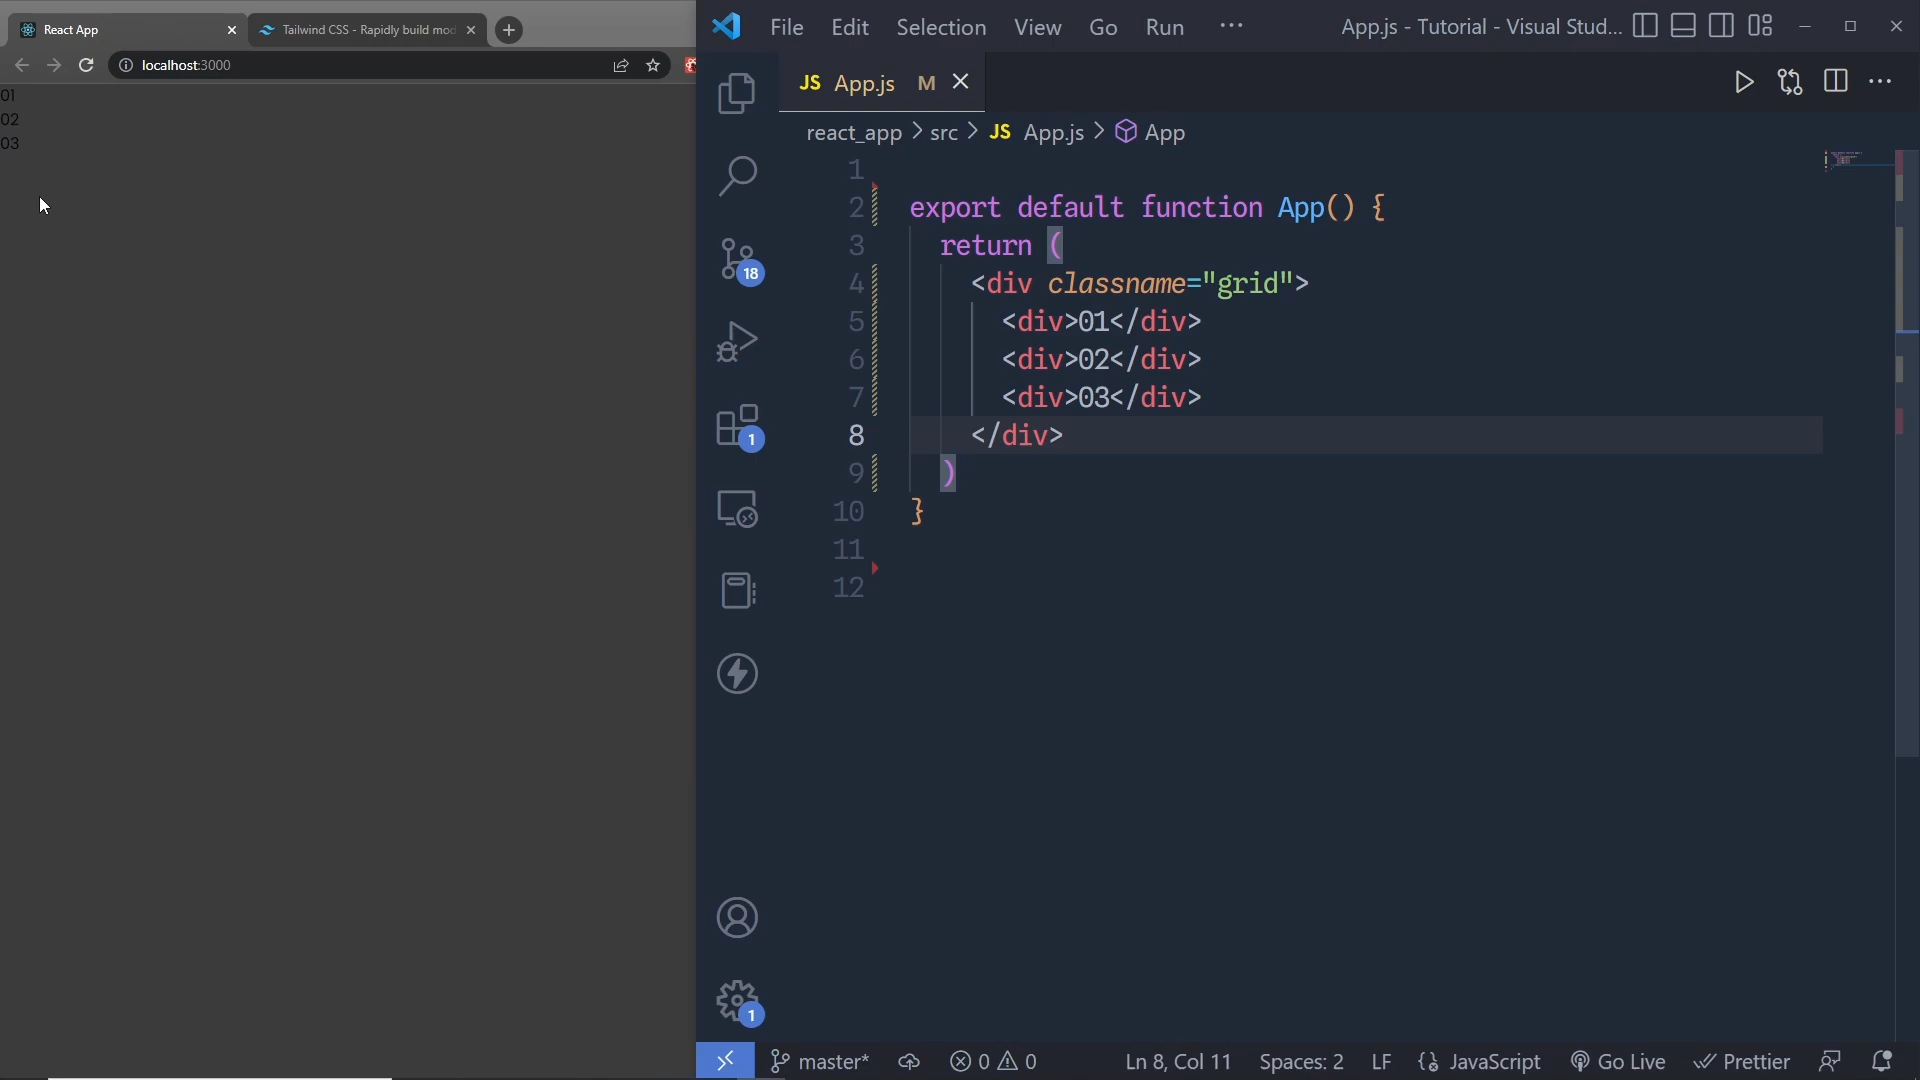 React App
Tailwind CSS - Rapidly build mod
localhost:3000
01
02
03
File Edit Selection View Go Run ··· App.js - Tutorial - Visual Stud...
JS App.js M
react_app > src > JS App.js > App
18
1
1
1
2 export default function App() {
3 return (
4 <div classname="grid">
5 <div>01</div>
6 <div>02</div>
7 <div>03</div>
8 </div>
9 )
10 }
11
12
master* 0 0 Ln 8, Col 11 Spaces: 2 LF {} JavaScript Go Live Prettier